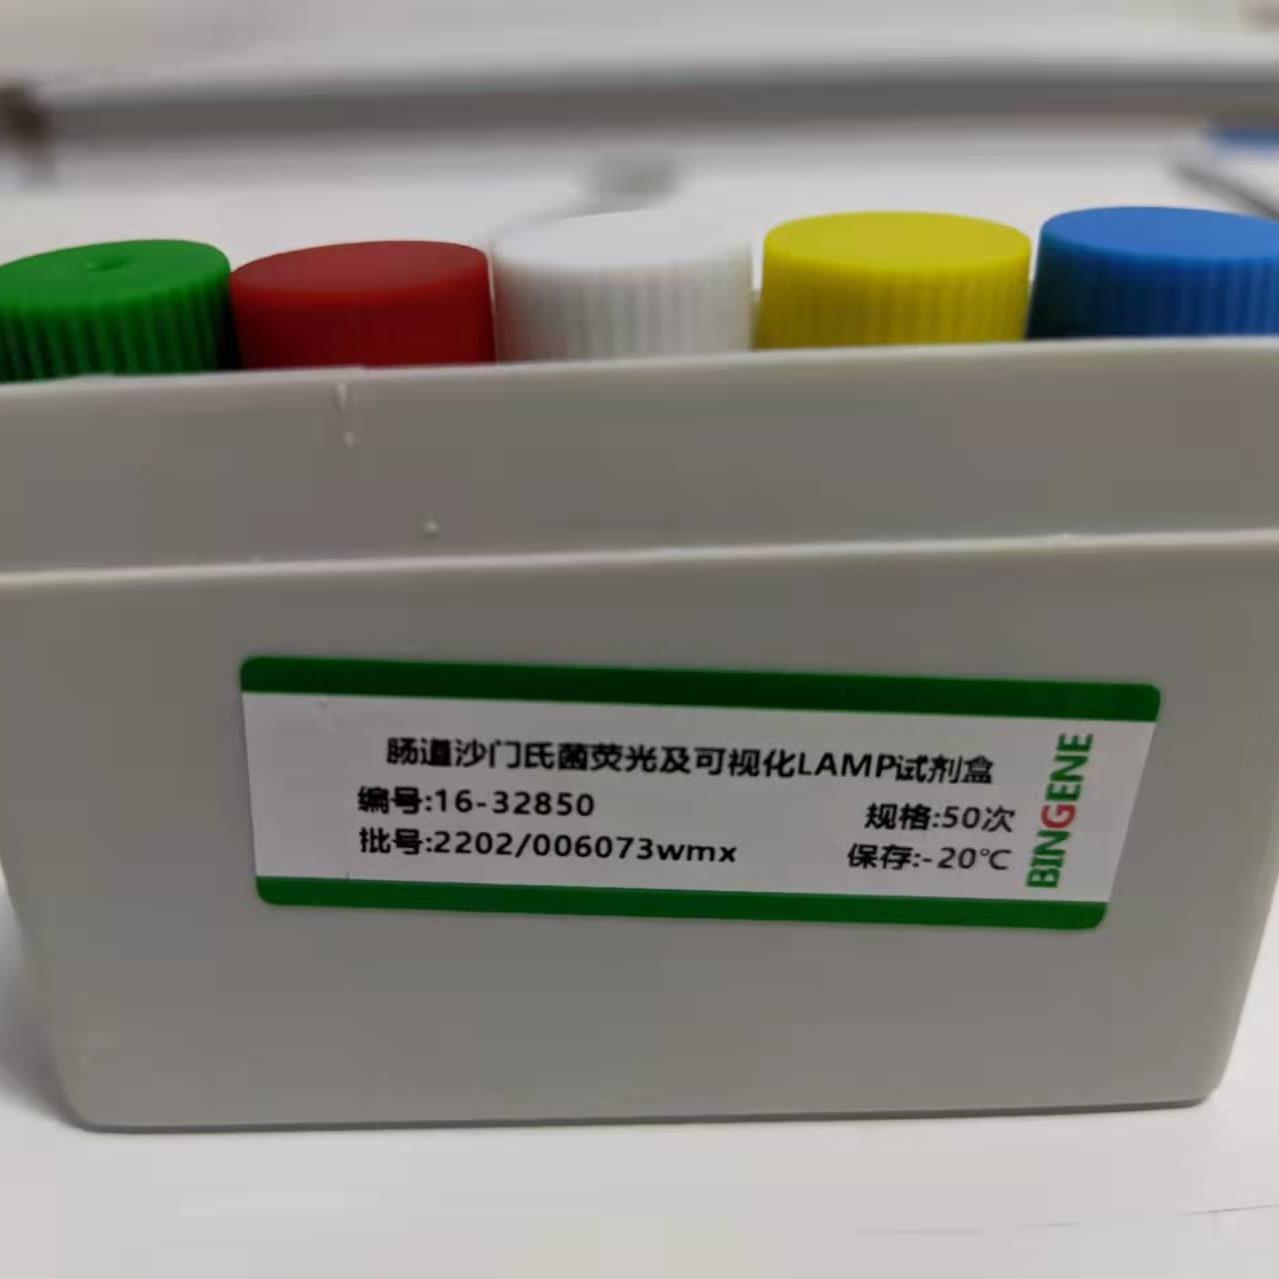 肠道沙门氏菌荧光及可视化LAMP试剂盒
编号:16-32850
规格:50次
批号:2202/006073wmx
保存:-20℃
BINGENE